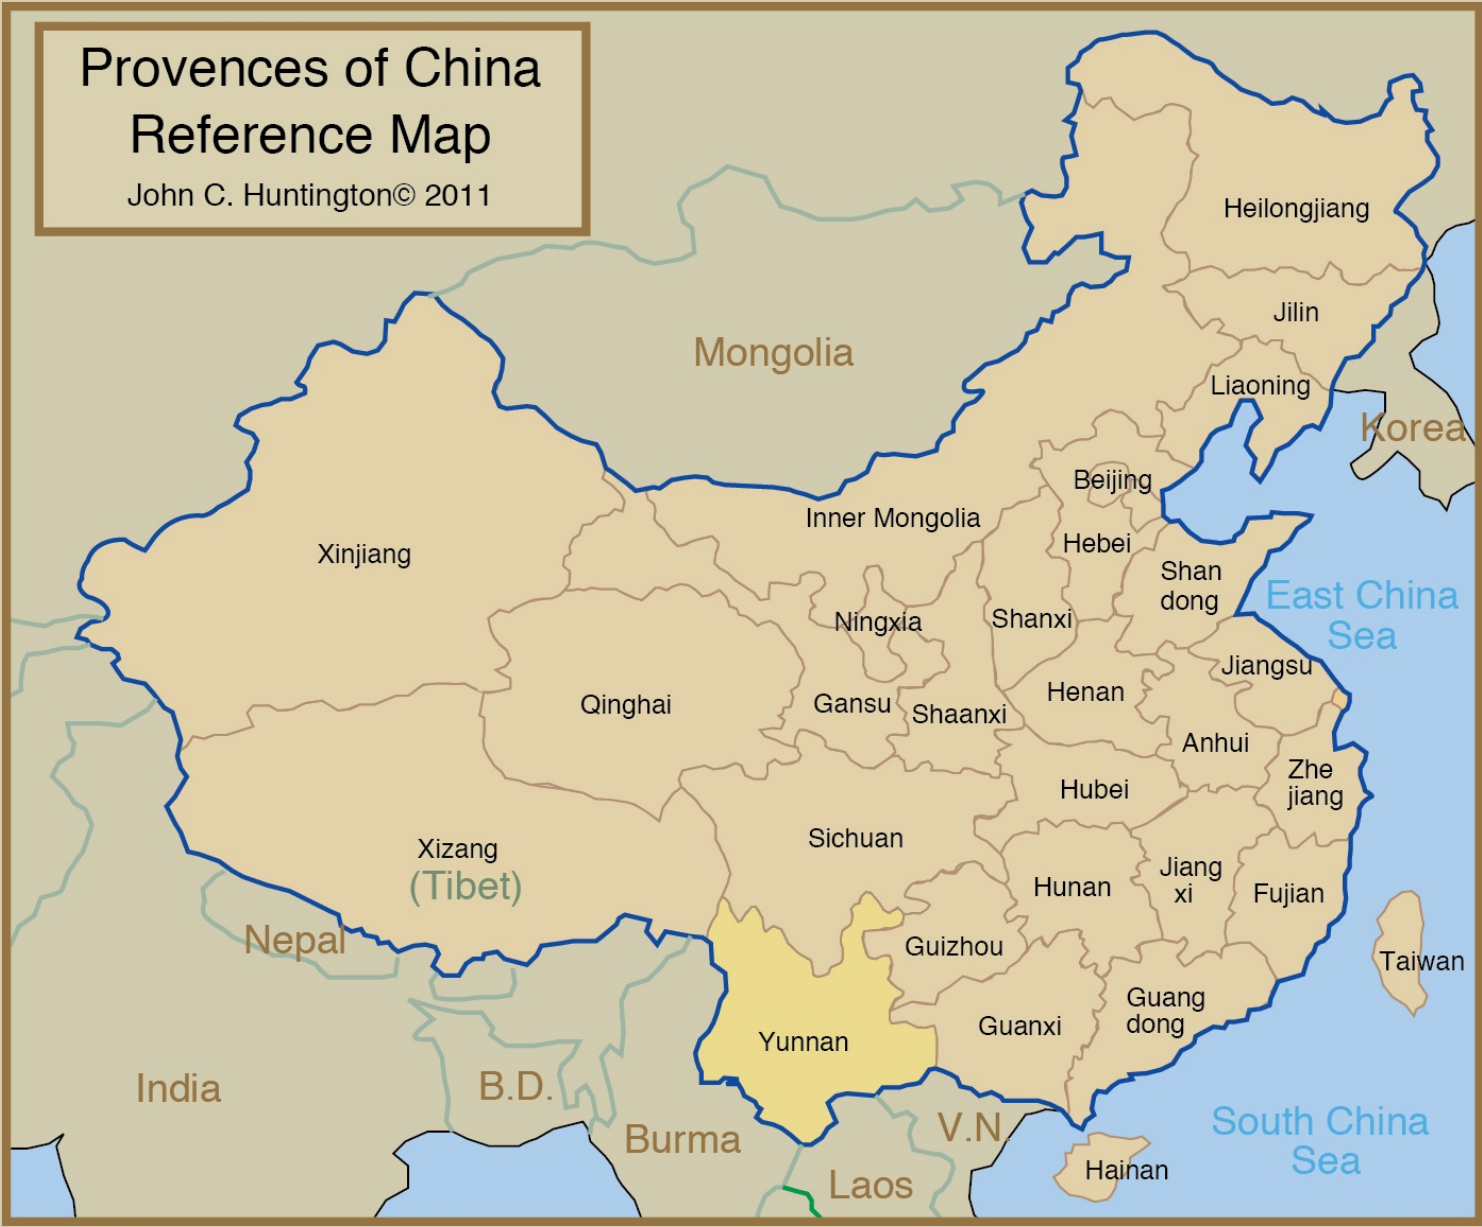 Provences of China
Reference Map
John C. Huntington© 2011
Heilongjiang
Jilin
Mongolia
Liaoning
Korea
Beijing
Inner Mongolia
Hebei
Xinjiang
Shan
dong
East China
Sea
Ningxia
Shanxi
Jiangsu
Qinghai
Gansu
Shaanxi
Henan
Anhui
Zhe
jiang
Hubei
Sichuan
Xizang
(Tibet)
Hunan
Jiang
xi
Fujian
Nepal
Guizhou
Taiwan
Yunnan
Guanxi
Guang
dong
India
B.D.
Burma
V.N.
South China
Sea
Laos
Hainan